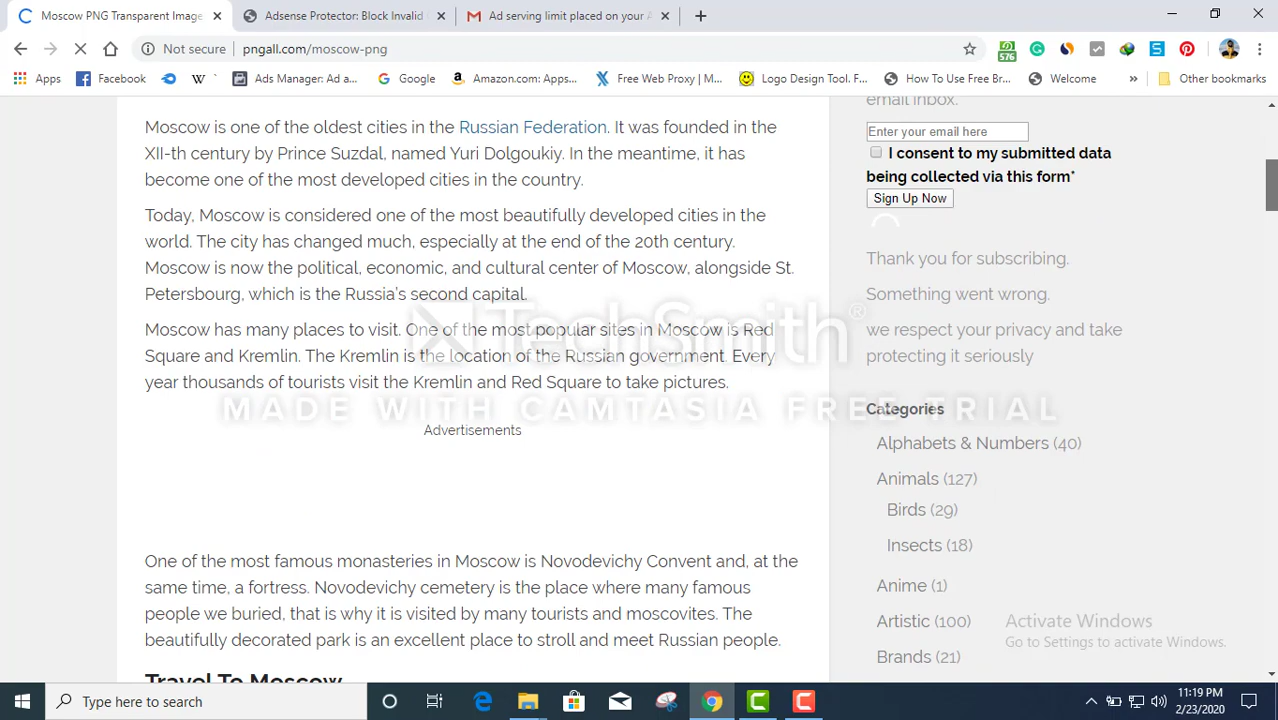 Moscow PNG Transparent Image
Adsense Protector: Block Invalid
Ad serving limit placed on your A
Not secure
pngall.com/moscow-png
576
Apps
Facebook
W
Ads Manager: Ad a...
Google
Amazon.com: Apps...
Free Web Proxy | M...
Logo Design Tool. F...
How To Use Free Br...
Welcome
»
Other bookmarks
Moscow is one of the oldest cities in the Russian Federation. It was founded in the
XII-th century by Prince Suzdal, named Yuri Dolgoukiy. In the meantime, it has
become one of the most developed cities in the country.
Today, Moscow is considered one of the most beautifully developed cities in the
world. The city has changed much, especially at the end of the 20th century.
Moscow is now the political, economic, and cultural center of Moscow, alongside St.
Petersbourg, which is the Russia's second capital.
Moscow has many places to visit. One of the most popular sites in Moscow is Red
Square and Kremlin. The Kremlin is the location of the Russian government. Every
year thousands of tourists visit the Kremlin and Red Square to take pictures.
Advertisements
One of the most famous monasteries in Moscow is Novodevichy Convent and, at the
same time, a fortress. Novodevichy cemetery is the place where many famous
people we buried, that is why it is visited by many tourists and moscovites. The
beautifully decorated park is an excellent place to stroll and meet Russian people.
Travel To Moscow
email inbox.
Enter your email here
I consent to my submitted data
being collected via this form*
Sign Up Now
Thank you for subscribing.
Something went wrong.
we respect your privacy and take
protecting it seriously
Categories
Alphabets & Numbers (40)
Animals (127)
Birds (29)
Insects (18)
Anime (1)
Artistic (100)
Brands (21)
TechSmith®
MADE WITH CAMTASIA FREE TRIAL
Activate Windows
Go to Settings to activate Windows.
Type here to search
11:19 PM
2/23/2020